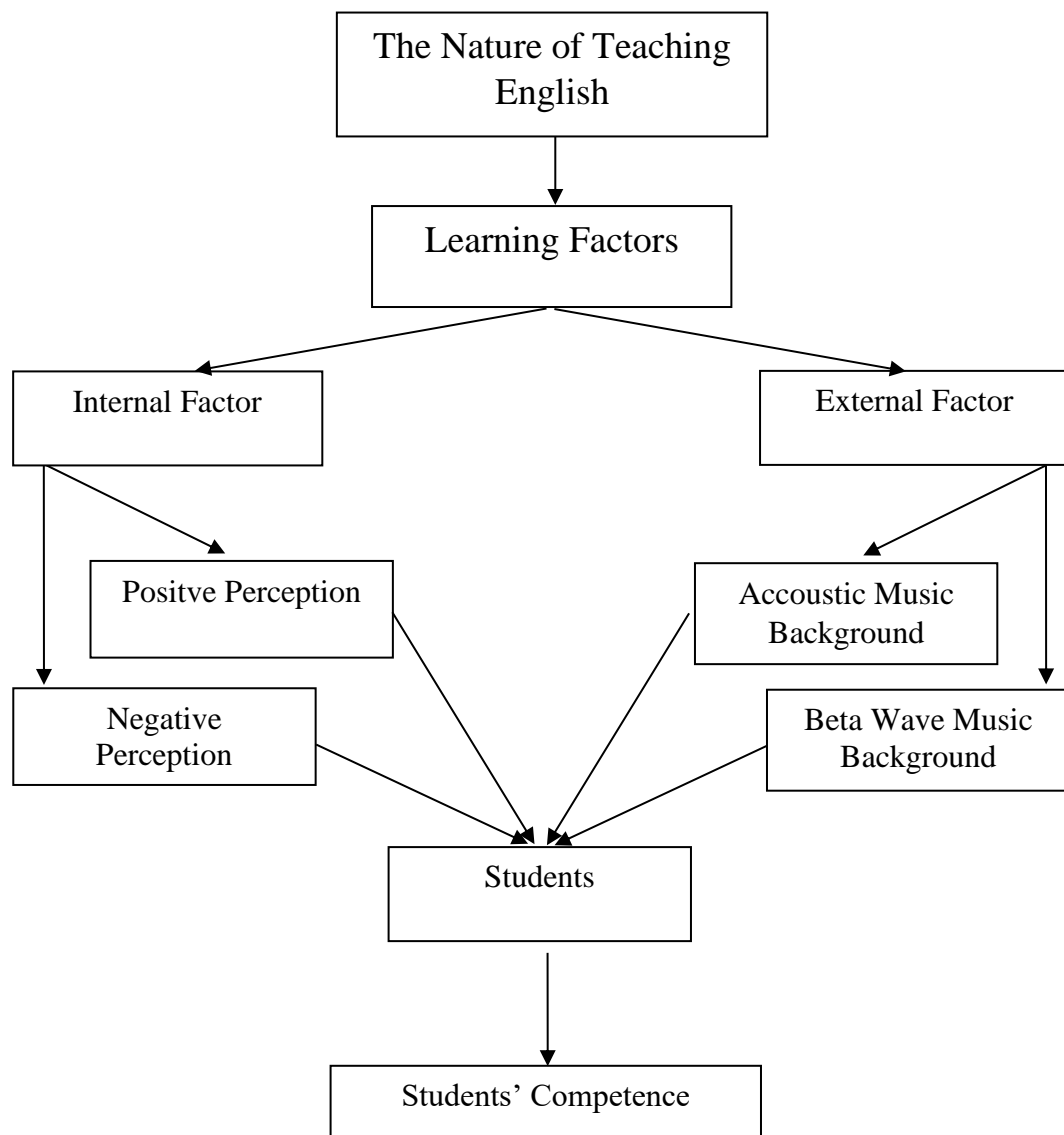 The Nature of Teaching
English
Learning Factors
Internal Factor
External Factor
Positve Perception
Accoustic Music
Background
Negative
Perception
Beta Wave Music
Background
Students
Students’ Competence